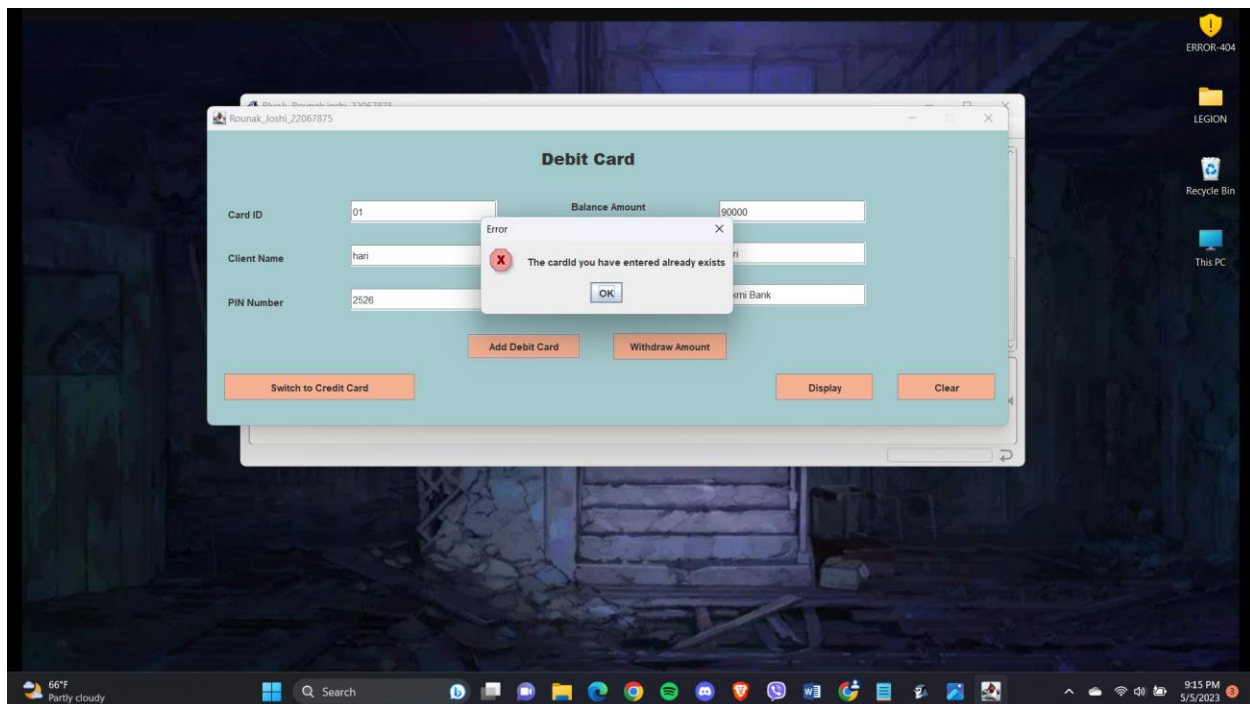 ERROR-404
LEGION
Recycle Bin
This PC
Rounak_Joshi_22067875
Debit Card
Card ID
01
Balance Amount
90000
Client Name
hari
PIN Number
2526
Bank
Error
The cardId you have entered already exists
OK
Add Debit Card
Withdraw Amount
Switch to Credit Card
Display
Clear
66°F
Partly cloudy
Search
9:15 PM
5/5/2023
3